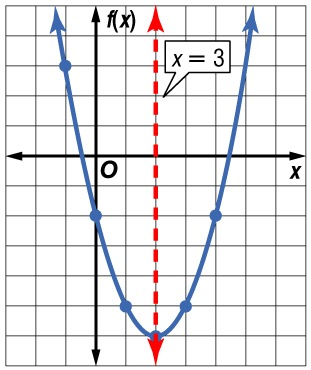 f(x)
x = 3
O
x